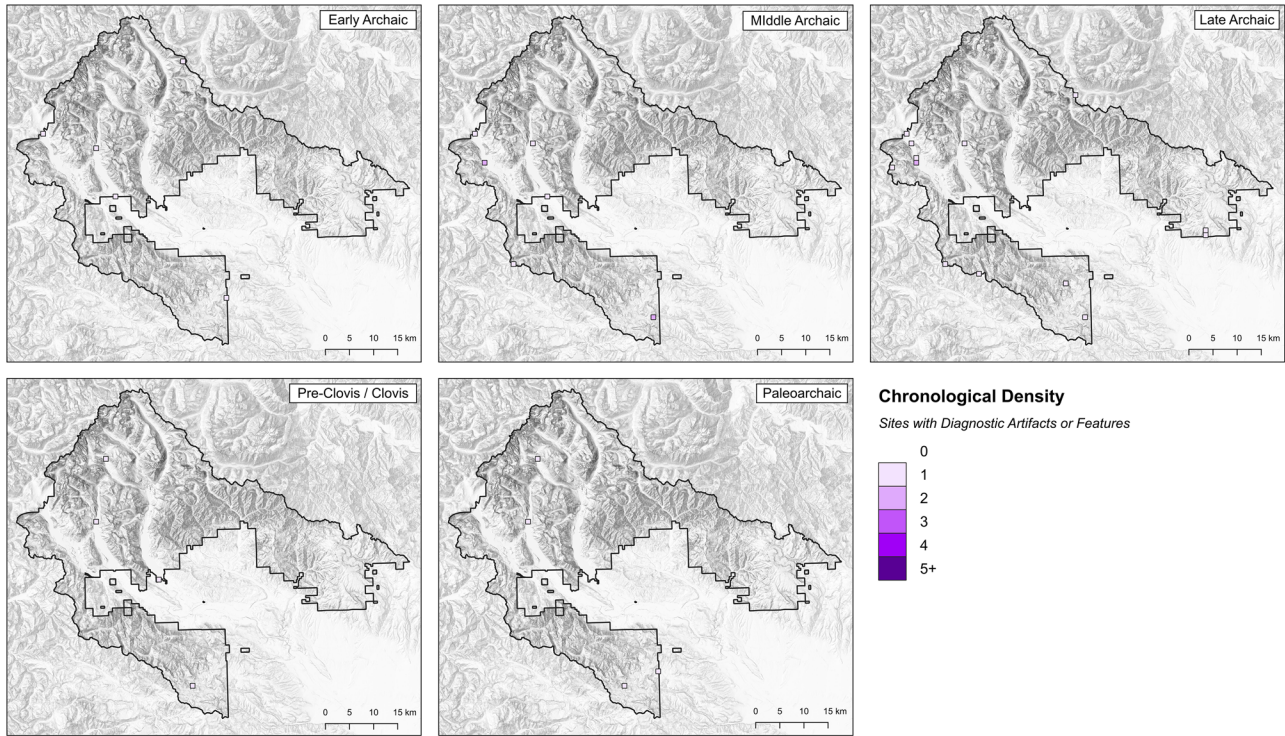 Early Archaic
MIddle Archaic
Late Archaic
0 5 10 15 km
0 5 10 15 km
0 5 10 15 km
Pre-Clovis / Clovis
Paleoarchaic
0 5 10 15 km
0 5 10 15 km
Chronological Density
Sites with Diagnostic Artifacts or Features
0
1
2
3
4
5+